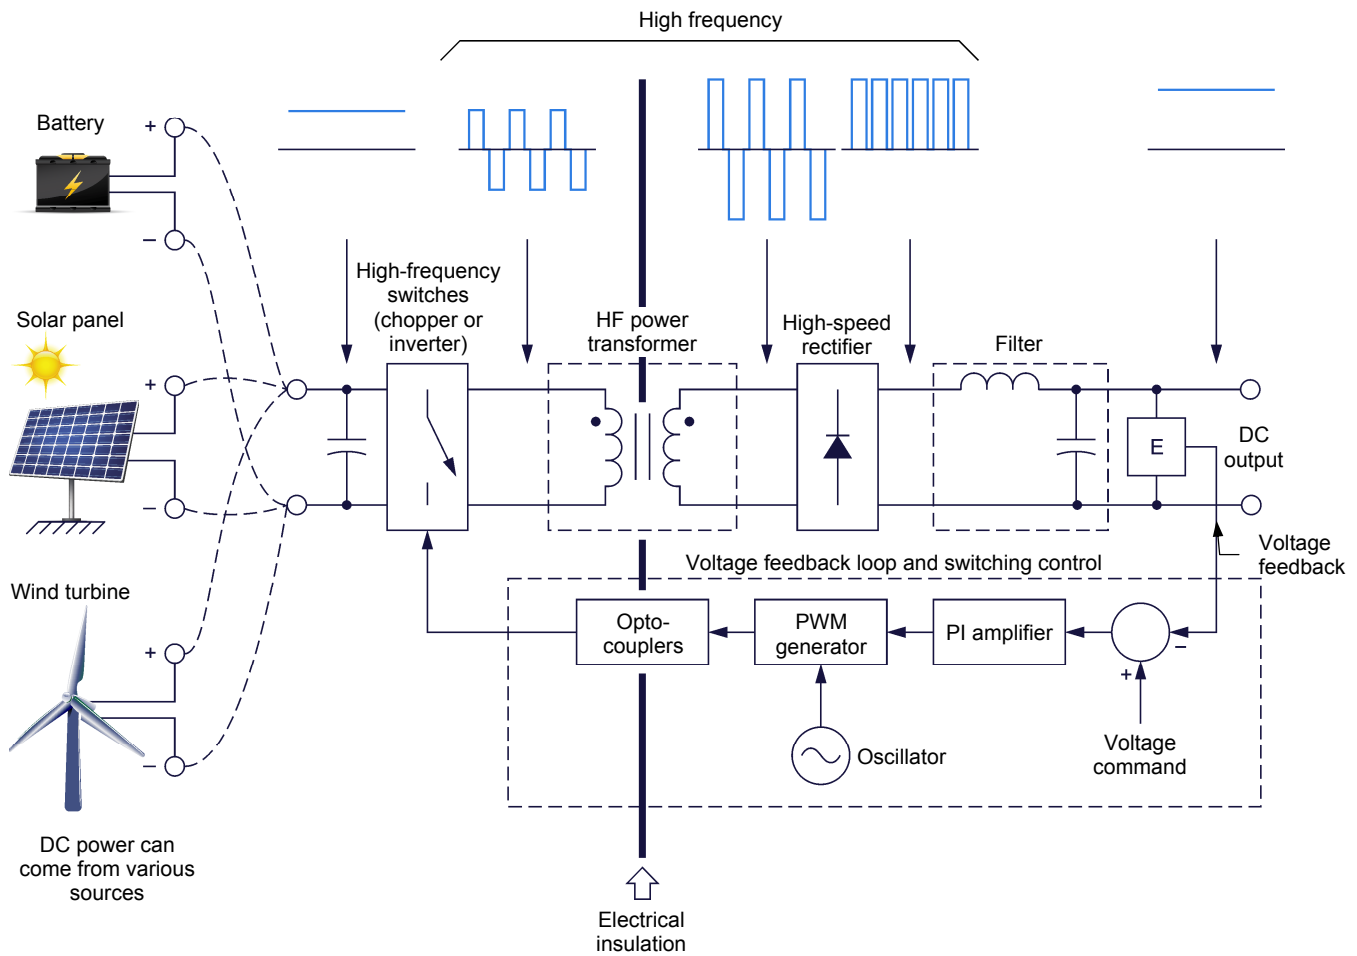 High frequency
Battery
+
−
High-frequency
switches
(chopper or
inverter)
Solar panel
+
−
HF power
transformer
High-speed
rectifier
Filter
E
DC
output
Voltage
feedback
Voltage feedback loop and switching control
Wind turbine
+
−
Opto-
couplers
PWM
generator
PI amplifier
−
+
Oscillator
Voltage
command
DC power can
come from various
sources
Electrical
insulation